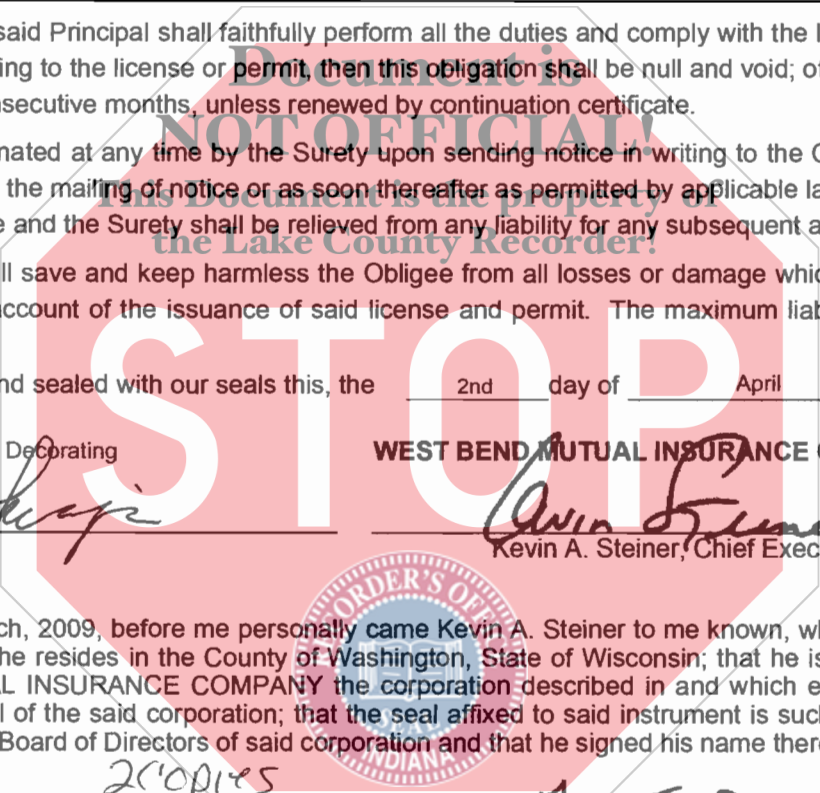 said Principal shall faithfully perform all the duties and comply with the
Document is
ing to the license or permit, then this obligation shall be null and void;
secutive months, unless renewed by continuation certificate.
NOT OFFICIAL!
nated at any time by the Surety upon sending notice in writing to the
the mailing of notice or as soon thereafter as permitted by applicable la
This Document is the property of
e and the Surety shall be relieved from any liability for any subsequent a
the Lake County Recorder!
ll save and keep harmless the Obligee from all losses or damage whic
ccount of the issuance of said license and permit. The maximum liab
STOP
nd sealed with our seals this, the 2nd day of April
Decorating WEST BEND MUTUAL INSURANCE
Kevin Steiner
Kevin A. Steiner, Chief Exec
RECORDER'S OFFICE
ch, 2009, before me personally came Kevin A. Steiner to me known, wh
he resides in the County of Washington, State of Wisconsin; that he is
L INSURANCE COMPANY the corporation described in and which e
l of the said corporation; that the seal affixed to said instrument is such
SEAL
Board of Directors of said corporation and that he signed his name there
INDIANA
2 copies